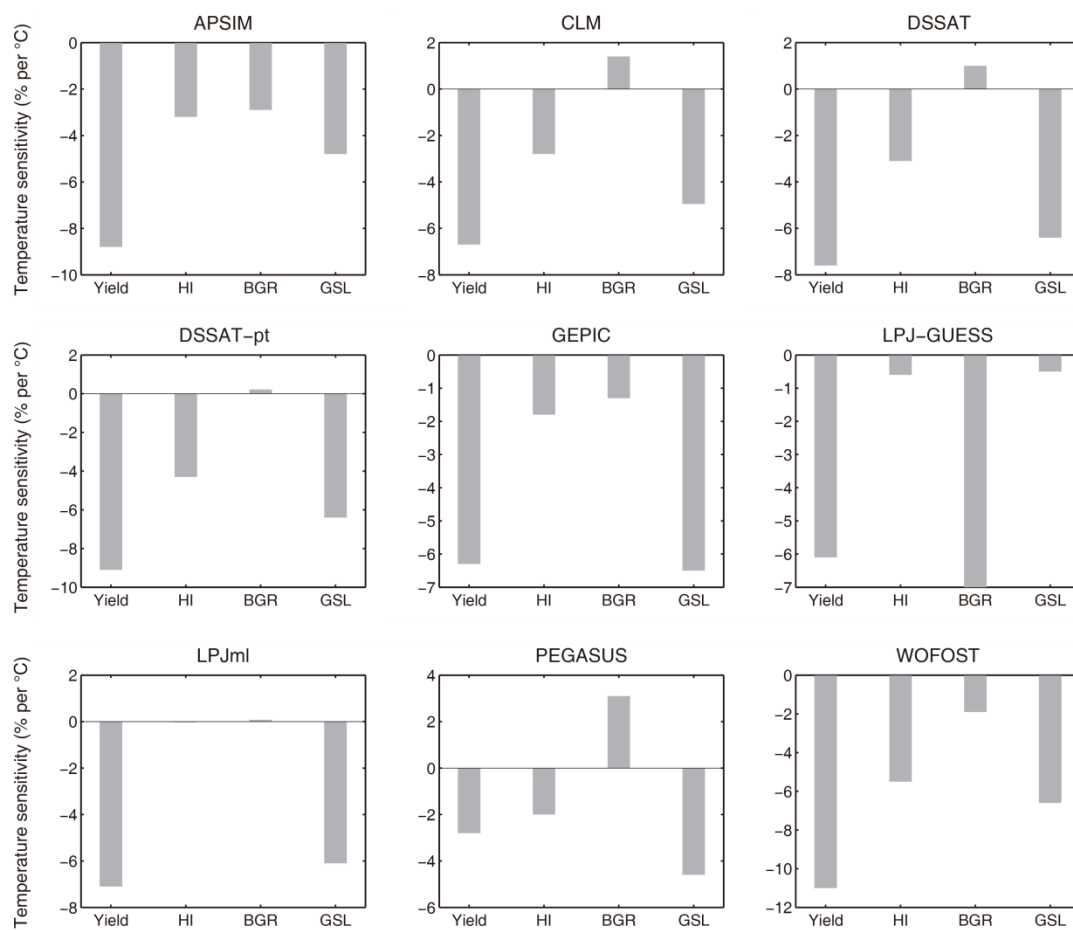 APSIM
CLM
DSSAT
Temperature sensitivity (% per °C)
0
−2
−4
−6
−8
−10
Yield HI BGR GSL
2
0
−2
−4
−6
−8
Yield HI BGR GSL
2
0
−2
−4
−6
−8
Yield HI BGR GSL
DSSAT−pt
GEPIC
LPJ−GUESS
Temperature sensitivity (% per °C)
2
0
−2
−4
−6
−8
−10
Yield HI BGR GSL
0
−1
−2
−3
−4
−5
−6
−7
Yield HI BGR GSL
0
−1
−2
−3
−4
−5
−6
−7
Yield HI BGR GSL
LPJml
PEGASUS
WOFOST
Temperature sensitivity (% per °C)
2
0
−2
−4
−6
−8
Yield HI BGR GSL
4
2
0
−2
−4
−6
Yield HI BGR GSL
0
−2
−4
−6
−8
−10
−12
Yield HI BGR GSL